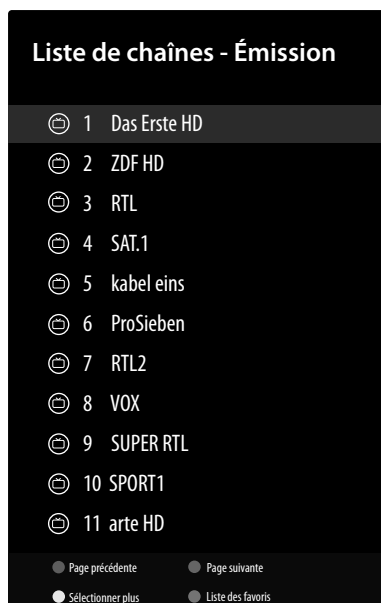 Liste de chaînes - Émission
1 Das Erste HD
2 ZDF HD
3 RTL
4 SAT.1
5 kabel eins
6 ProSieben
7 RTL2
8 VOX
9 SUPER RTL
10 SPORT1
11 arte HD
Page précédente Page suivante
Sélectionner plus Liste des favoris